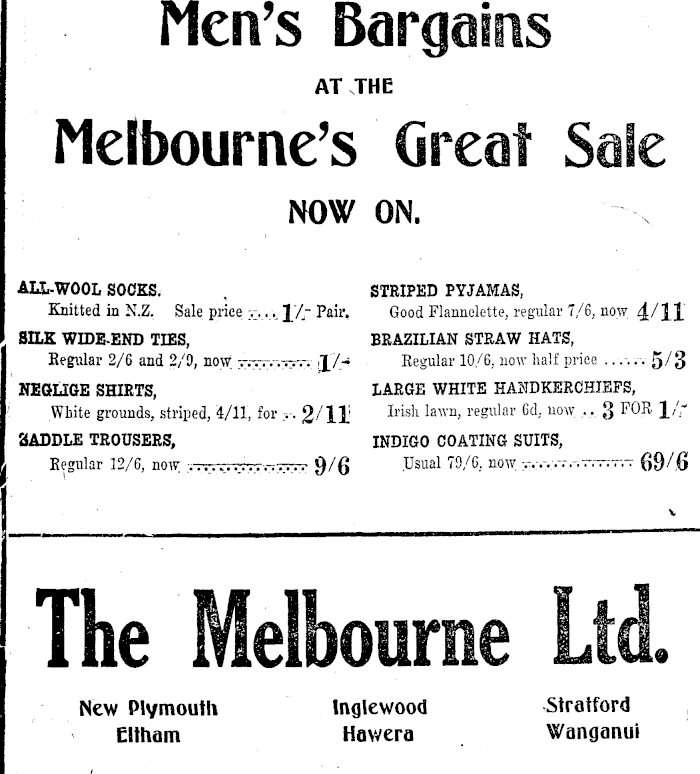 Men's Bargains
AT THE
Melbourne's Great Sale
NOW ON.
ALL-WOOL SOCKS.
Knitted in N.Z. Sale price .... 1/- Pair.
SILK WIDE-END TIES,
Regular 2/6 and 2/9, now .......... 1/-
NEGLIGE SHIRTS,
White grounds, striped, 4/11, for .. 2/11
SADDLE TROUSERS,
Regular 12/6, now ................ 9/6
STRIPED PYJAMAS,
Good Flannelette, regular 7/6, now 4/11
BRAZILIAN STRAW HATS,
Regular 10/6, now half price ...... 5/3
LARGE WHITE HANDKERCHIEFS,
Irish lawn, regular 6d, now .. 3 FOR 1/-
INDIGO COATING SUITS,
Usual 79/6, now ............... 69/6
The Melbourne Ltd.
New Plymouth Inglewood Stratford
Eltham Hawera Wanganui